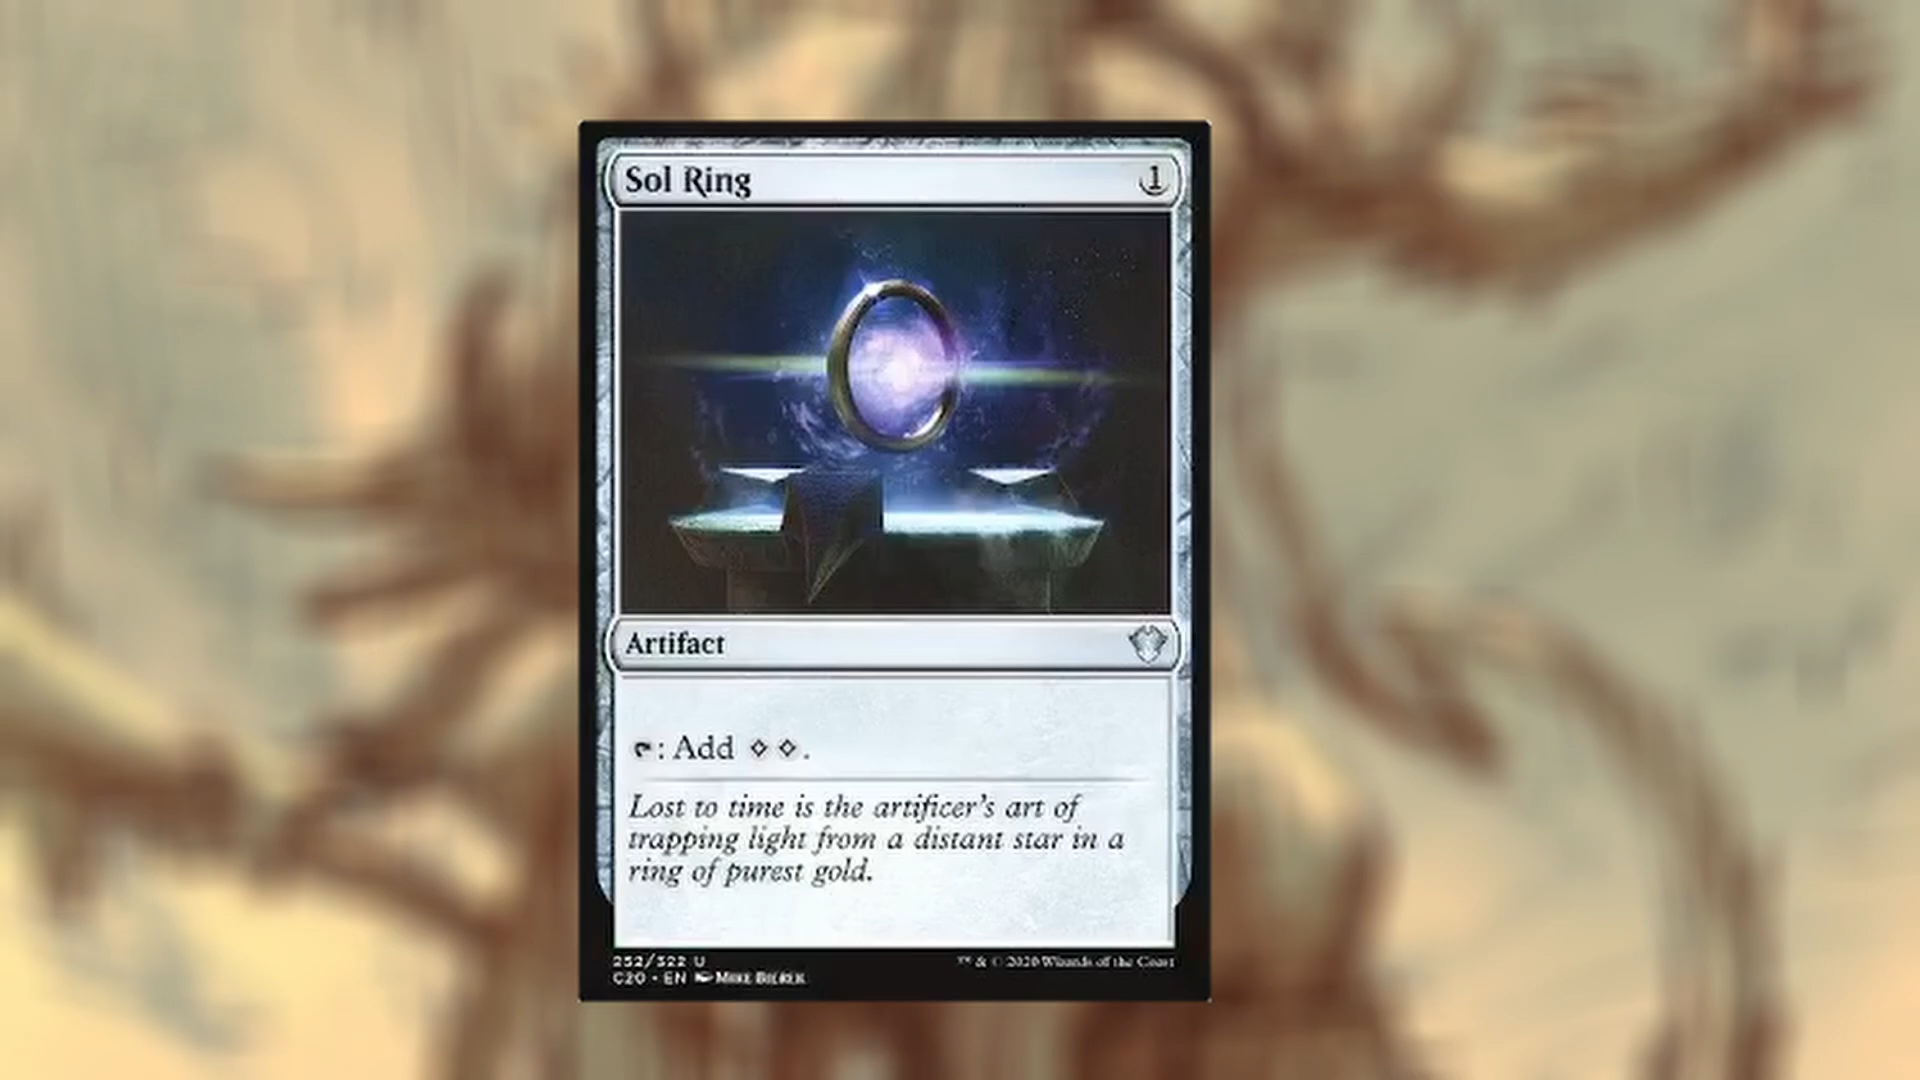 Sol Ring 1
Artifact
: Add .
Lost to time is the artificer's art of
trapping light from a distant star in a
ring of purest gold.
252/322 U
™ & © 2020 Wizards of the Coast
C20 • EN Mike Bierek